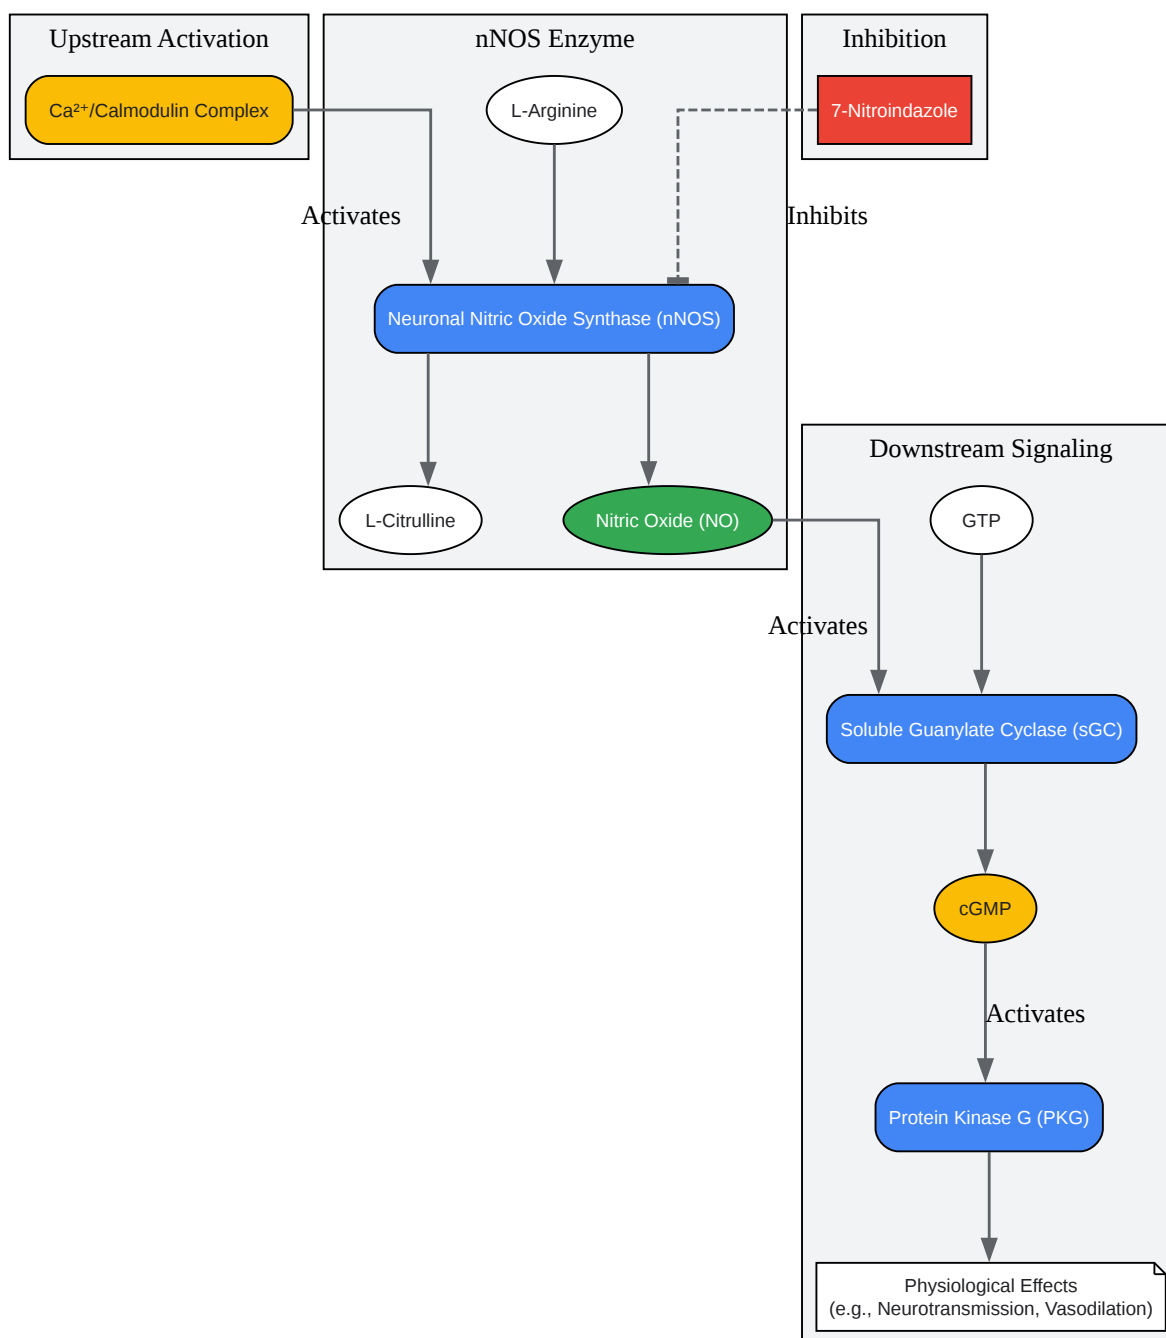 Upstream Activation
nNOS Enzyme
Inhibition
Ca²⁺/Calmodulin Complex
L-Arginine
7-Nitroindazole
Activates
Inhibits
Neuronal Nitric Oxide Synthase (nNOS)
L-Citrulline
Nitric Oxide (NO)
Downstream Signaling
GTP
Activates
Soluble Guanylate Cyclase (sGC)
cGMP
Activates
Protein Kinase G (PKG)
Physiological Effects
(e.g., Neurotransmission, Vasodilation)